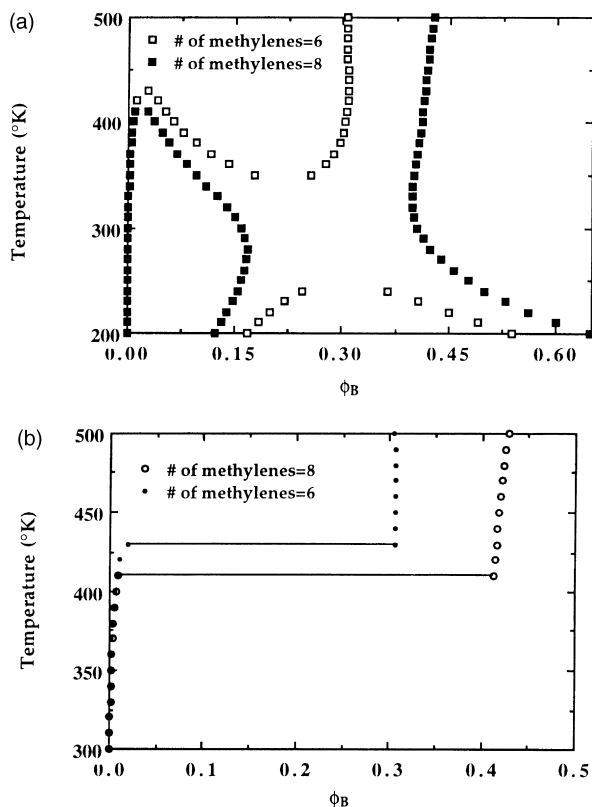 (a)
500
400
300
200
Temperature (°K)
# of methylenes=6
# of methylenes=8
0.00 0.15 0.30 0.45 0.60
ϕB
(b)
500
450
400
350
300
Temperature (°K)
# of methylenes=8
# of methylenes=6
0.0 0.1 0.2 0.3 0.4 0.5
ϕB